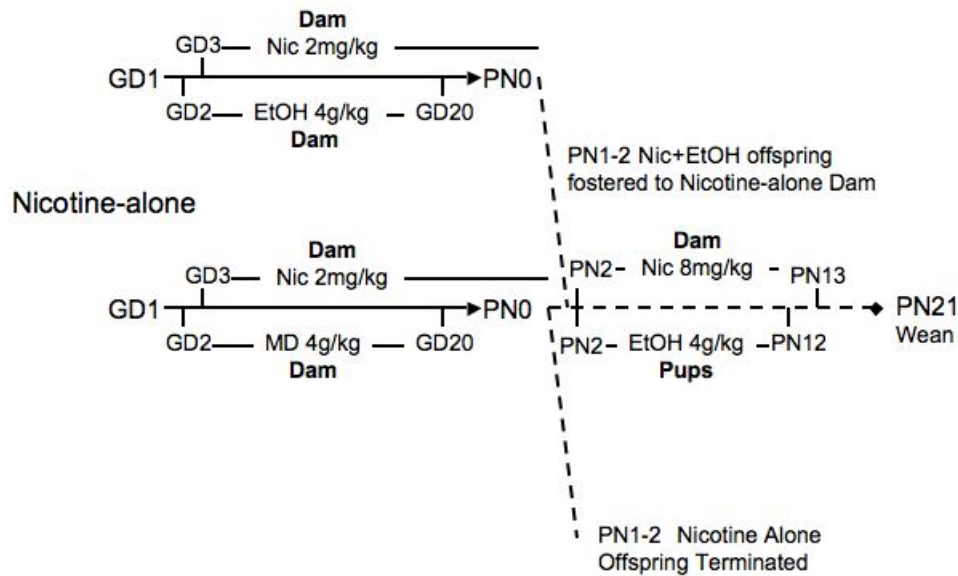 Dam
GD3 Nic 2mg/kg
GD1 PN0
GD2 EtOH 4g/kg GD20
Dam
PN1-2 Nic+EtOH offspring
fostered to Nicotine-alone Dam
Nicotine-alone
Dam
GD3 Nic 2mg/kg
Dam
PN2 Nic 8mg/kg PN13
GD1 PN0
PN21
Wean
GD2 MD 4g/kg GD20
Dam
PN2 EtOH 4g/kg PN12
Pups
PN1-2 Nicotine Alone
Offspring Terminated